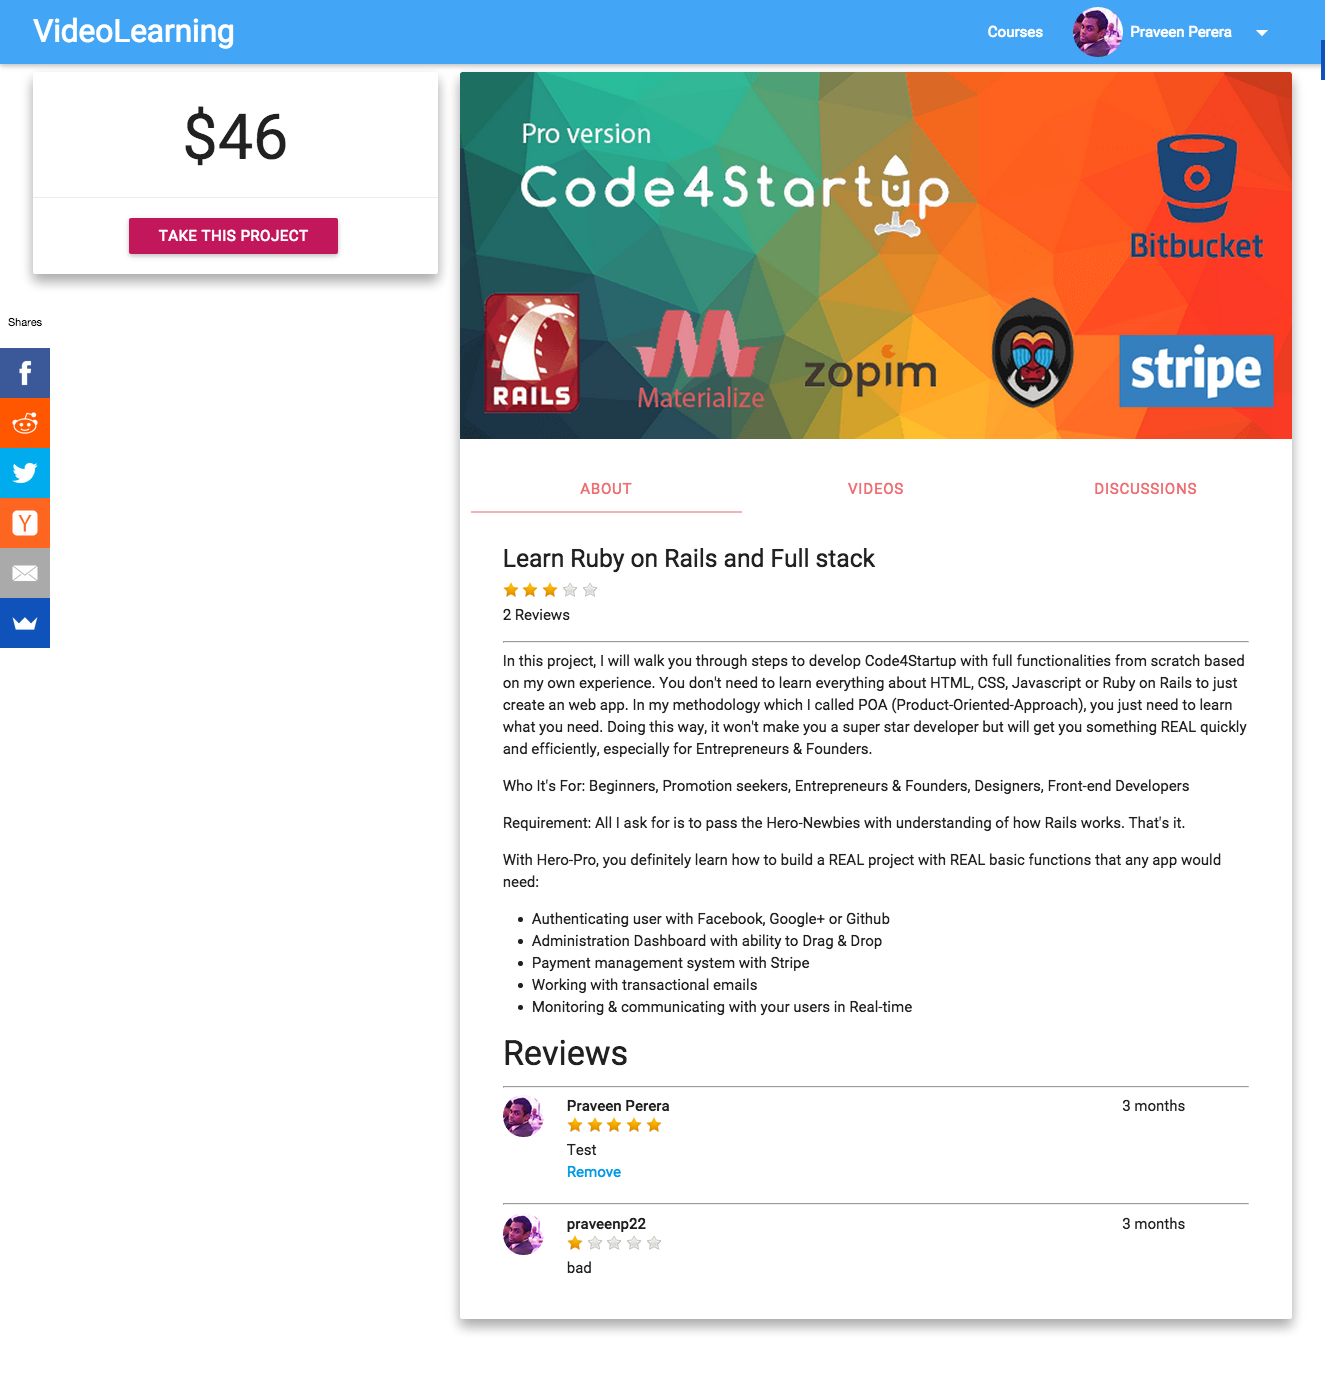 VideoLearning
Courses
Praveen Perera
$46
TAKE THIS PROJECT
Shares
Pro version
Code4Startup
Bitbucket
RAILS
Materialize
zopim
stripe
ABOUT
VIDEOS
DISCUSSIONS
Learn Ruby on Rails and Full stack
2 Reviews
In this project, I will walk you through steps to develop Code4Startup with full functionalities from scratch based
on my own experience. You don't need to learn everything about HTML, CSS, Javascript or Ruby on Rails to just
create an web app. In my methodology which I called POA (Product-Oriented-Approach), you just need to learn
what you need. Doing this way, it won't make you a super star developer but will get you something REAL quickly
and efficiently, especially for Entrepreneurs & Founders.
Who It's For: Beginners, Promotion seekers, Entrepreneurs & Founders, Designers, Front-end Developers
Requirement: All I ask for is to pass the Hero-Newbies with understanding of how Rails works. That's it.
With Hero-Pro, you definitely learn how to build a REAL project with REAL basic functions that any app would
need:
Authenticating user with Facebook, Google+ or Github
Administration Dashboard with ability to Drag & Drop
Payment management system with Stripe
Working with transactional emails
Monitoring & communicating with your users in Real-time
Reviews
Praveen Perera
3 months
Test
Remove
praveenp22
3 months
bad